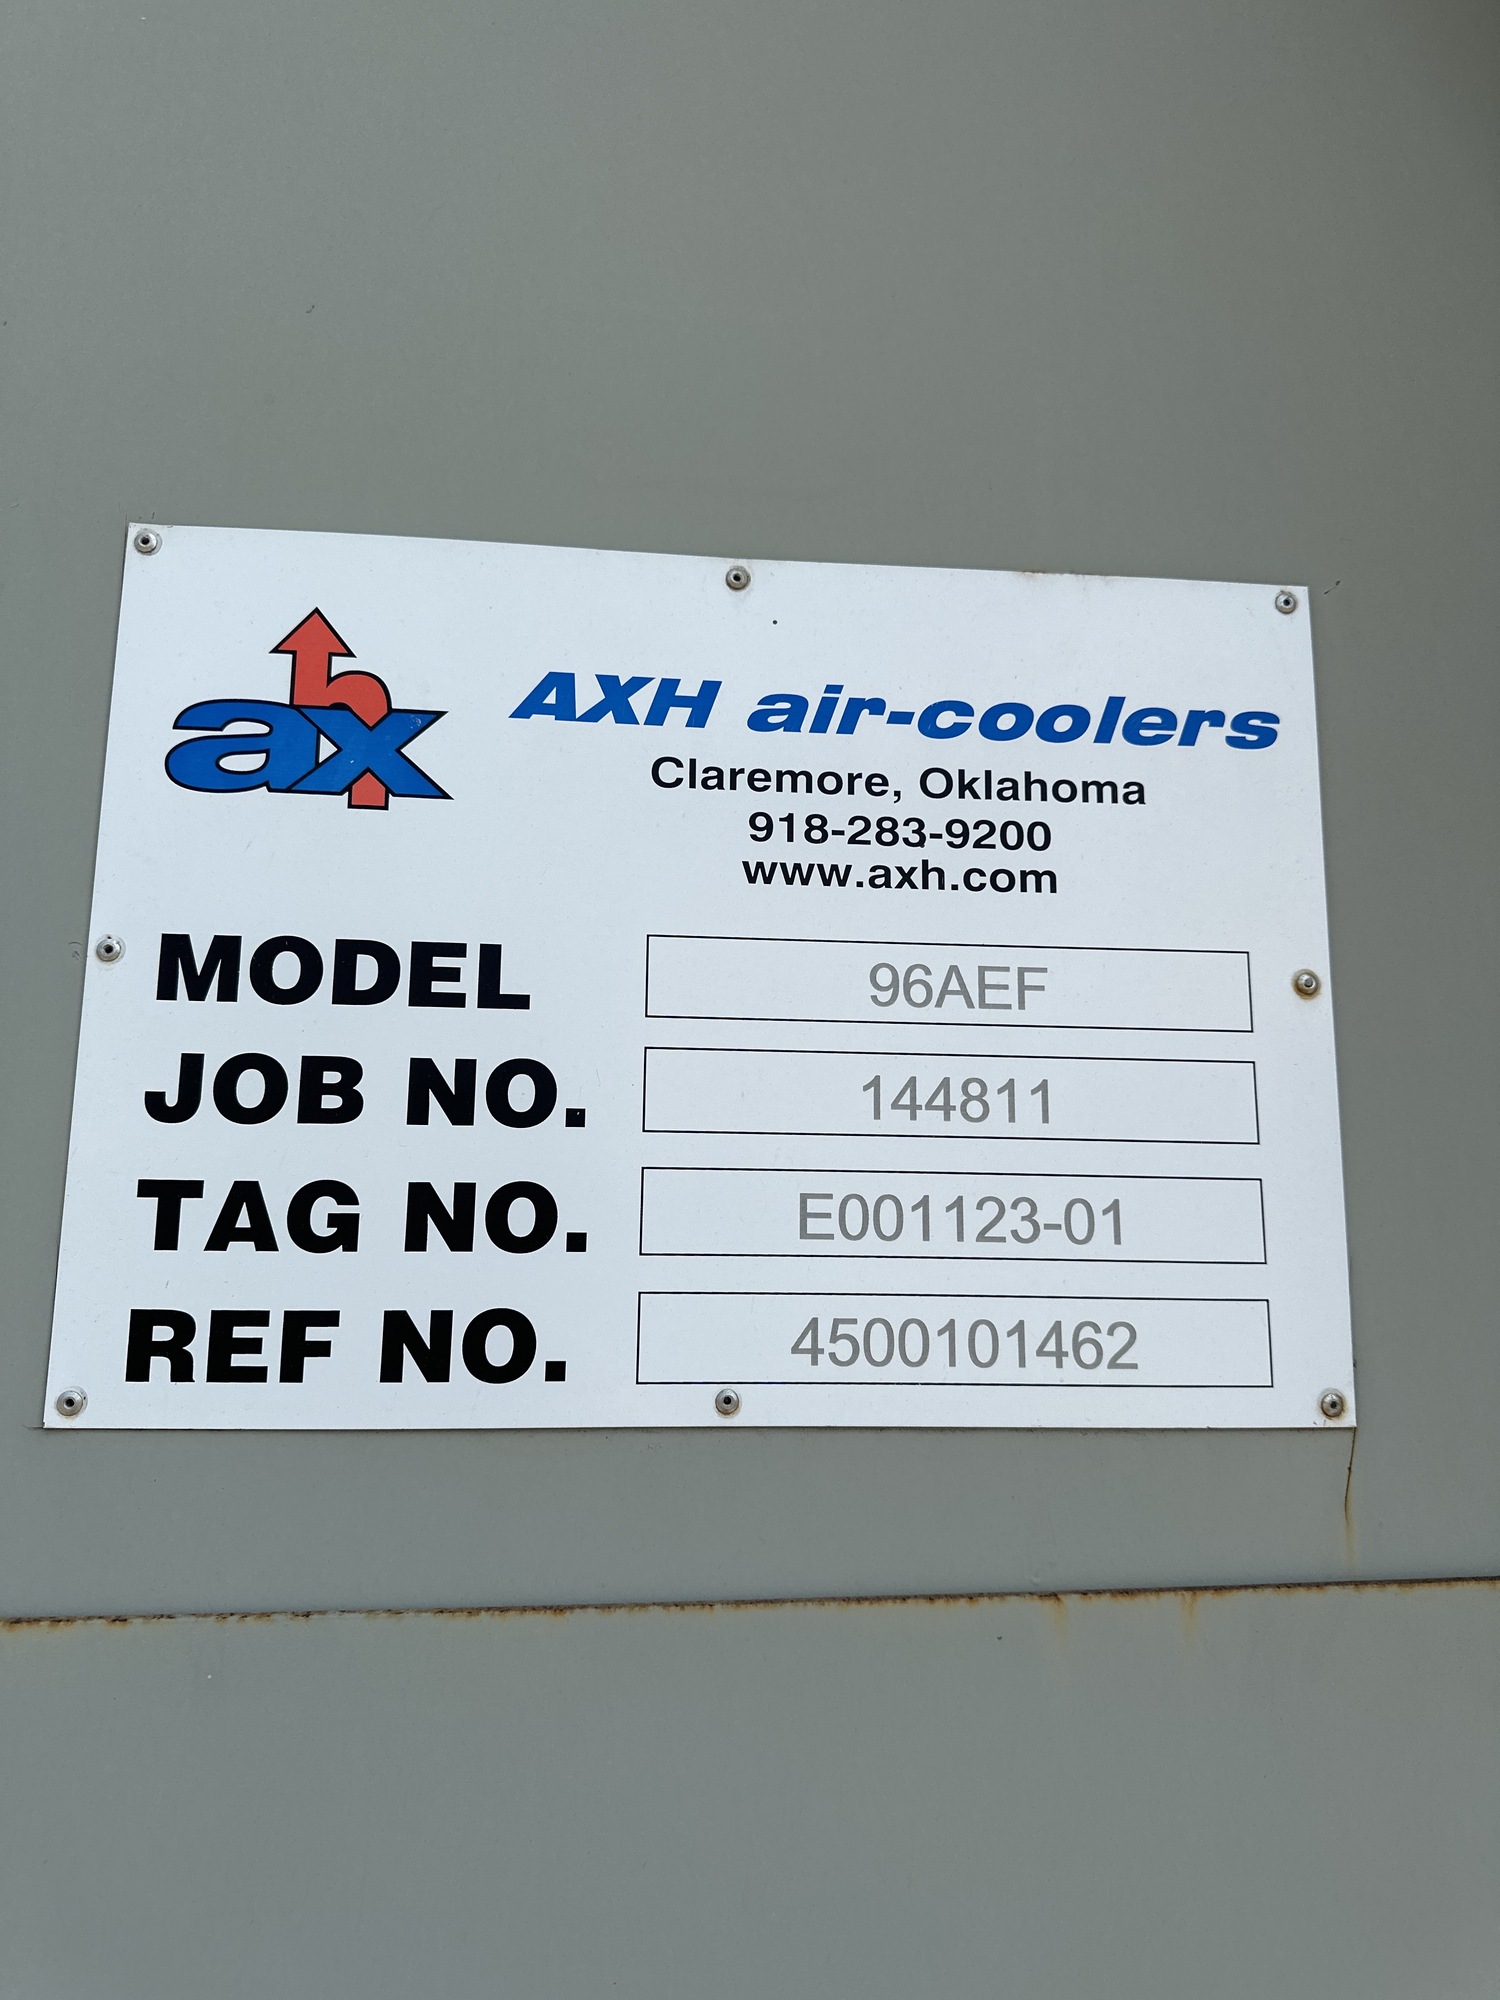 ahx
AXH air-coolers
Claremore, Oklahoma
918-283-9200
www.axh.com
MODEL 96AEF
JOB NO. 144811
TAG NO. E001123-01
REF NO. 4500101462